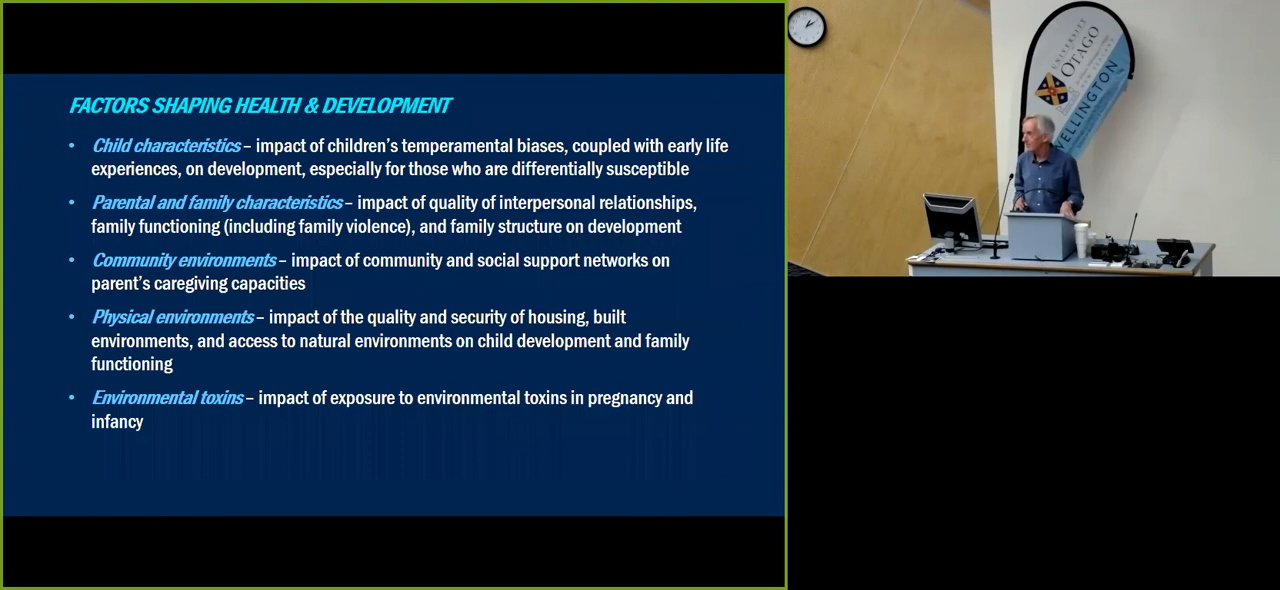 FACTORS SHAPING HEALTH & DEVELOPMENT
• Child characteristics – impact of children's temperamental biases, coupled with early life
experiences, on development, especially for those who are differentially susceptible
• Parental and family characteristics – impact of quality of interpersonal relationships,
family functioning (including family violence), and family structure on development
• Community environments – impact of community and social support networks on
parent's caregiving capacities
• Physical environments – impact of the quality and security of housing, built
environments, and access to natural environments on child development and family
functioning
• Environmental toxins – impact of exposure to environmental toxins in pregnancy and
infancy
UNIVERSITY
OTAGO
WELLINGTON